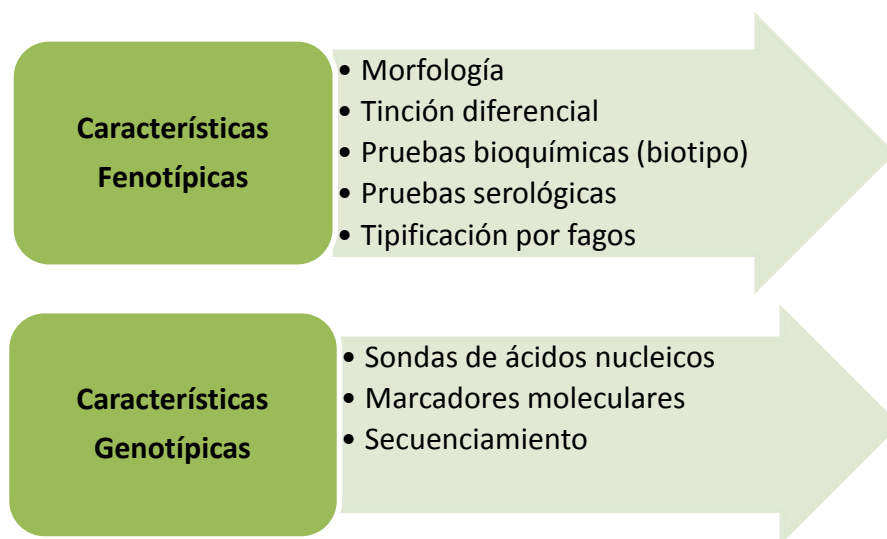 Características
Fenotípicas
• Morfología
• Tinción diferencial
• Pruebas bioquímicas (biotipo)
• Pruebas serológicas
• Tipificación por fagos
Características
Genotípicas
• Sondas de ácidos nucleicos
• Marcadores moleculares
• Secuenciamiento